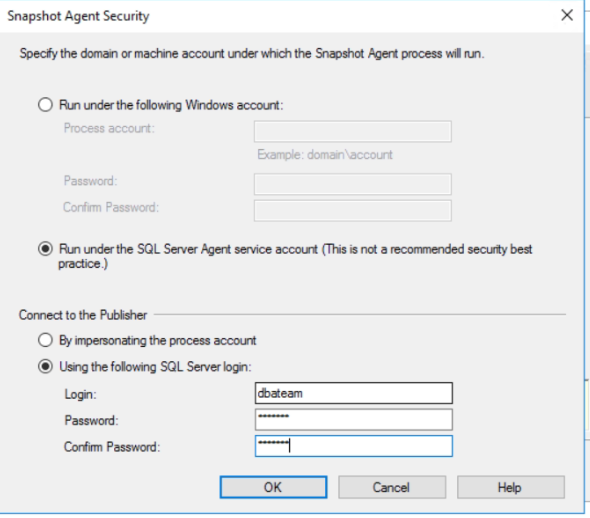 Snapshot Agent Security
Specify the domain or machine account under which the Snapshot Agent process will run.
Run under the following Windows account:
Process account:
Example: domain\account
Password:
Confirm Password:
Run under the SQL Server Agent service account (This is not a recommended security best
practice.)
Connect to the Publisher
By impersonating the process account
Using the following SQL Server login:
Login: dbateam
Password: *******
Confirm Password: *******
OK Cancel Help